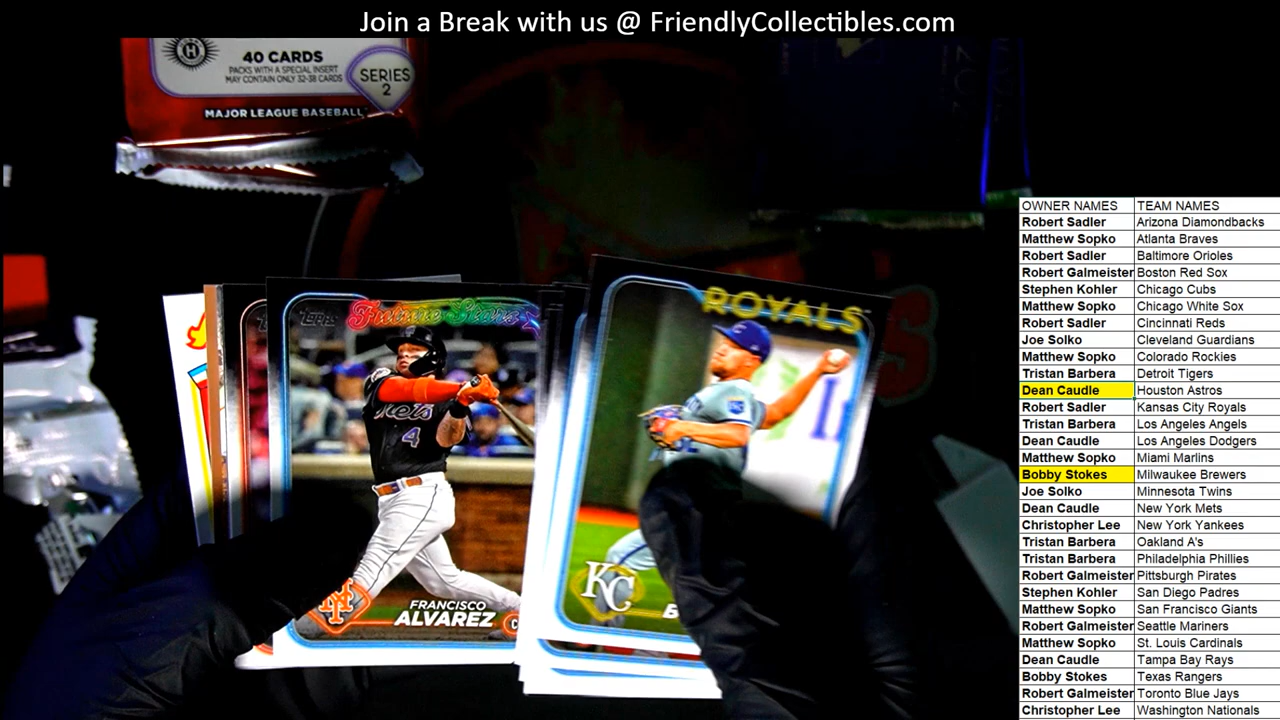 Join a Break with us @ FriendlyCollectibles.com
40 CARDS
PACKS WITH A SPECIAL INSERT
MAY CONTAIN ONLY 32-38 CARDS
SERIES
2
MAJOR LEAGUE BASEBALL
Topps
Future Stars
Mets
4
FRANCISCO
ALVAREZ
C
ROYALS
KC
B
OWNER NAMES TEAM NAMES
Robert Sadler Arizona Diamondbacks
Matthew Sopko Atlanta Braves
Robert Sadler Baltimore Orioles
Robert Galmeister Boston Red Sox
Stephen Kohler Chicago Cubs
Matthew Sopko Chicago White Sox
Robert Sadler Cincinnati Reds
Joe Solko Cleveland Guardians
Matthew Sopko Colorado Rockies
Tristan Barbera Detroit Tigers
Dean Caudle Houston Astros
Robert Sadler Kansas City Royals
Tristan Barbera Los Angeles Angels
Dean Caudle Los Angeles Dodgers
Matthew Sopko Miami Marlins
Bobby Stokes Milwaukee Brewers
Joe Solko Minnesota Twins
Dean Caudle New York Mets
Christopher Lee New York Yankees
Tristan Barbera Oakland A's
Tristan Barbera Philadelphia Phillies
Robert Galmeister Pittsburgh Pirates
Stephen Kohler San Diego Padres
Matthew Sopko San Francisco Giants
Robert Galmeister Seattle Mariners
Matthew Sopko St. Louis Cardinals
Dean Caudle Tampa Bay Rays
Bobby Stokes Texas Rangers
Robert Galmeister Toronto Blue Jays
Christopher Lee Washington Nationals